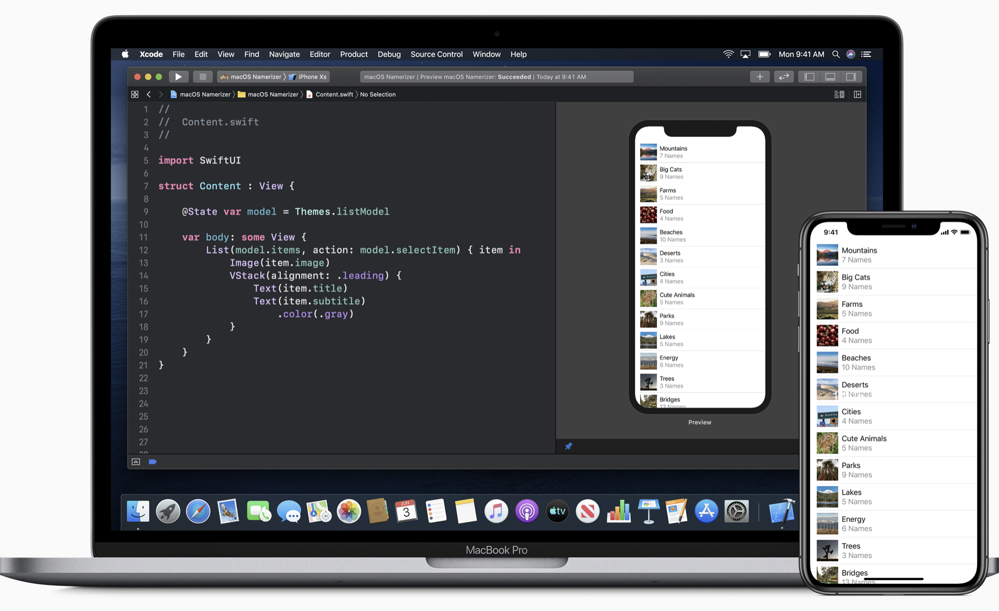 Xcode File Edit View Find Navigate Editor Product Debug Source Control Window Help
Mon 9:41 AM
macOS Namerizer 〉 iPhone Xs
macOS Namerizer | Preview macOS Namerizer: Succeeded | Today at 9:41 AM
macOS Namerizer 〉 macOS Namerizer 〉 Content.swift 〉 No Selection
1 //
2 //  Content.swift
3 //
4
5 import SwiftUI
6
7 struct Content : View {
8
9     @State var model = Themes.listModel
10
11     var body: some View {
12         List(model.items, action: model.selectItem) { item in
13             Image(item.image)
14             VStack(alignment: .leading) {
15                 Text(item.title)
16                 Text(item.subtitle)
17                     .color(.gray)
18             }
19         }
20     }
21 }
22
23
24
25
26
27
28
Mountains
7 Names
Big Cats
9 Names
Farms
5 Names
Food
4 Names
Beaches
10 Names
Deserts
3 Names
Cities
4 Names
Cute Animals
5 Names
Parks
9 Names
Lakes
5 Names
Energy
6 Names
Trees
3 Names
Bridges
13 Names
Preview
JUN
3
3D
tv
MacBook Pro
9:41
Mountains
7 Names
Big Cats
9 Names
Farms
5 Names
Food
4 Names
Beaches
10 Names
Deserts
3 Names
Cities
4 Names
Needles
Cute Animals
5 Names
Parks
9 Names
Lakes
5 Names
Energy
6 Names
Trees
3 Names
Bridges
13 Names